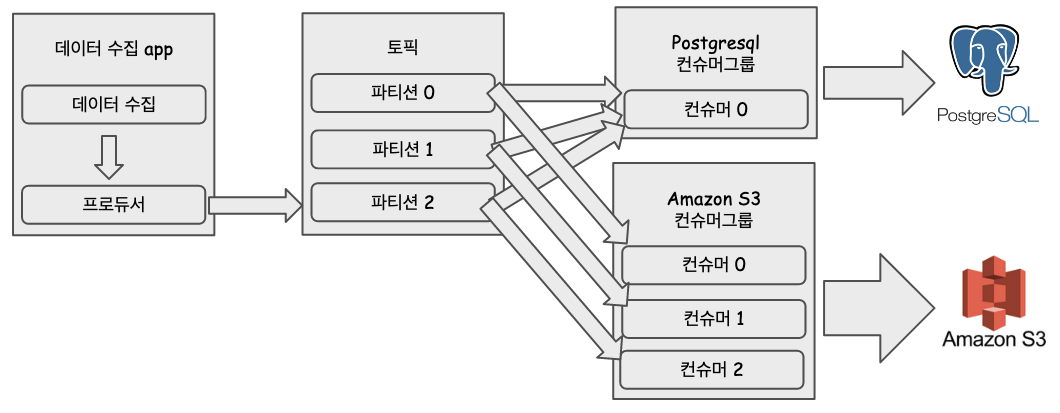 데이터 수집 app
데이터 수집
프로듀서
토픽
파티션 0
파티션 1
파티션 2
Postgresql
컨슈머그룹
컨슈머 0
Amazon S3
컨슈머그룹
컨슈머 0
컨슈머 1
컨슈머 2
PostgreSQL
Amazon S3